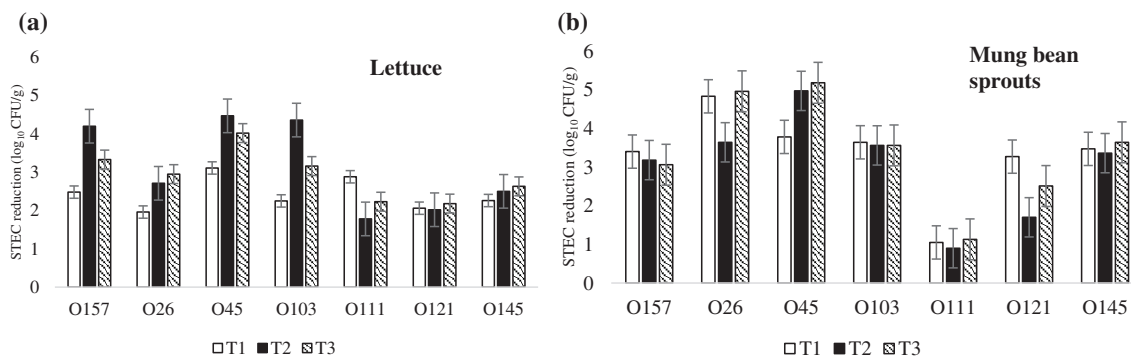 (a)
Lettuce
STEC reduction (log10 CFU/g)
6
5
4
3
2
1
0
O157 O26 O45 O103 O111 O121 O145
T1 T2 T3
(b)
Mung bean
sprouts
STEC reduction (log10 CFU/g)
6
5
4
3
2
1
0
O157 O26 O45 O103 O111 O121 O145
T1 T2 T3